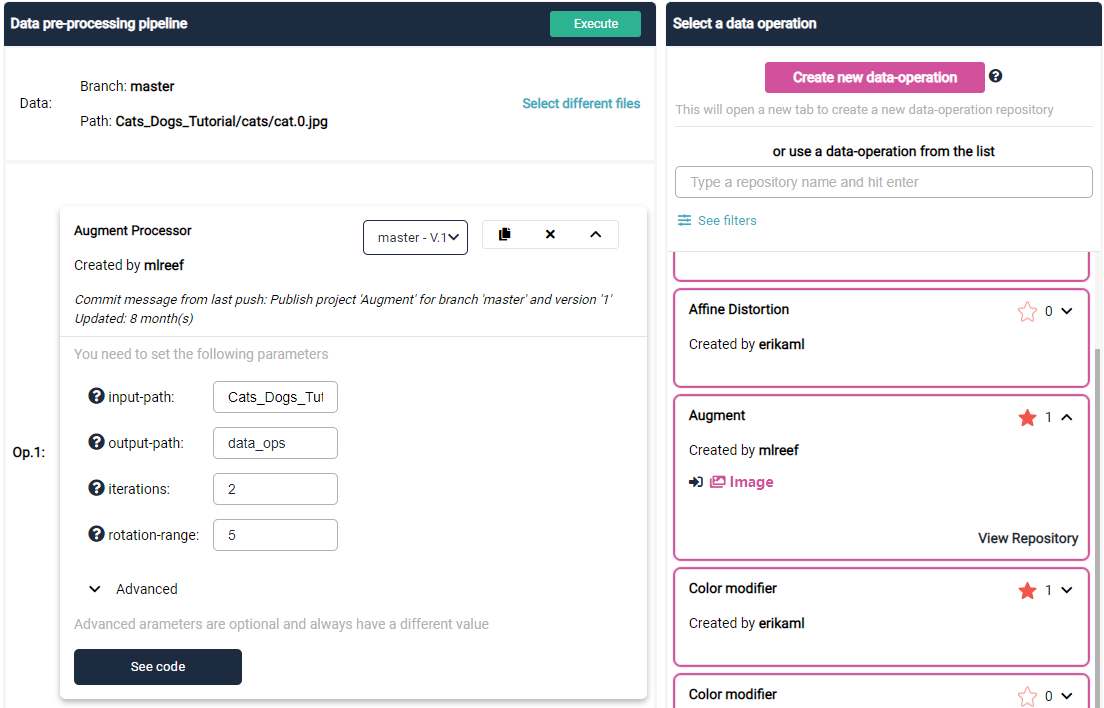 Data pre-processing pipeline
Execute
Data:
Branch: master
Path: Cats_Dogs_Tutorial/cats/cat.0.jpg
Select different files
Op.1:
Augment Processor
master - V.1
Created by mlreef
Commit message from last push: Publish project 'Augment' for branch 'master' and version '1'
Updated: 8 month(s)
You need to set the following parameters
? input-path: Cats_Dogs_Tut
? output-path: data_ops
? iterations: 2
? rotation-range: 5
Advanced
Advanced arameters are optional and always have a different value
See code
Select a data operation
Create new data-operation ?
This will open a new tab to create a new data-operation repository
or use a data-operation from the list
Type a repository name and hit enter
See filters
Affine Distortion 0
Created by erikaml
Augment 1
Created by mlreef
Image
View Repository
Color modifier 1
Created by erikaml
Color modifier 0